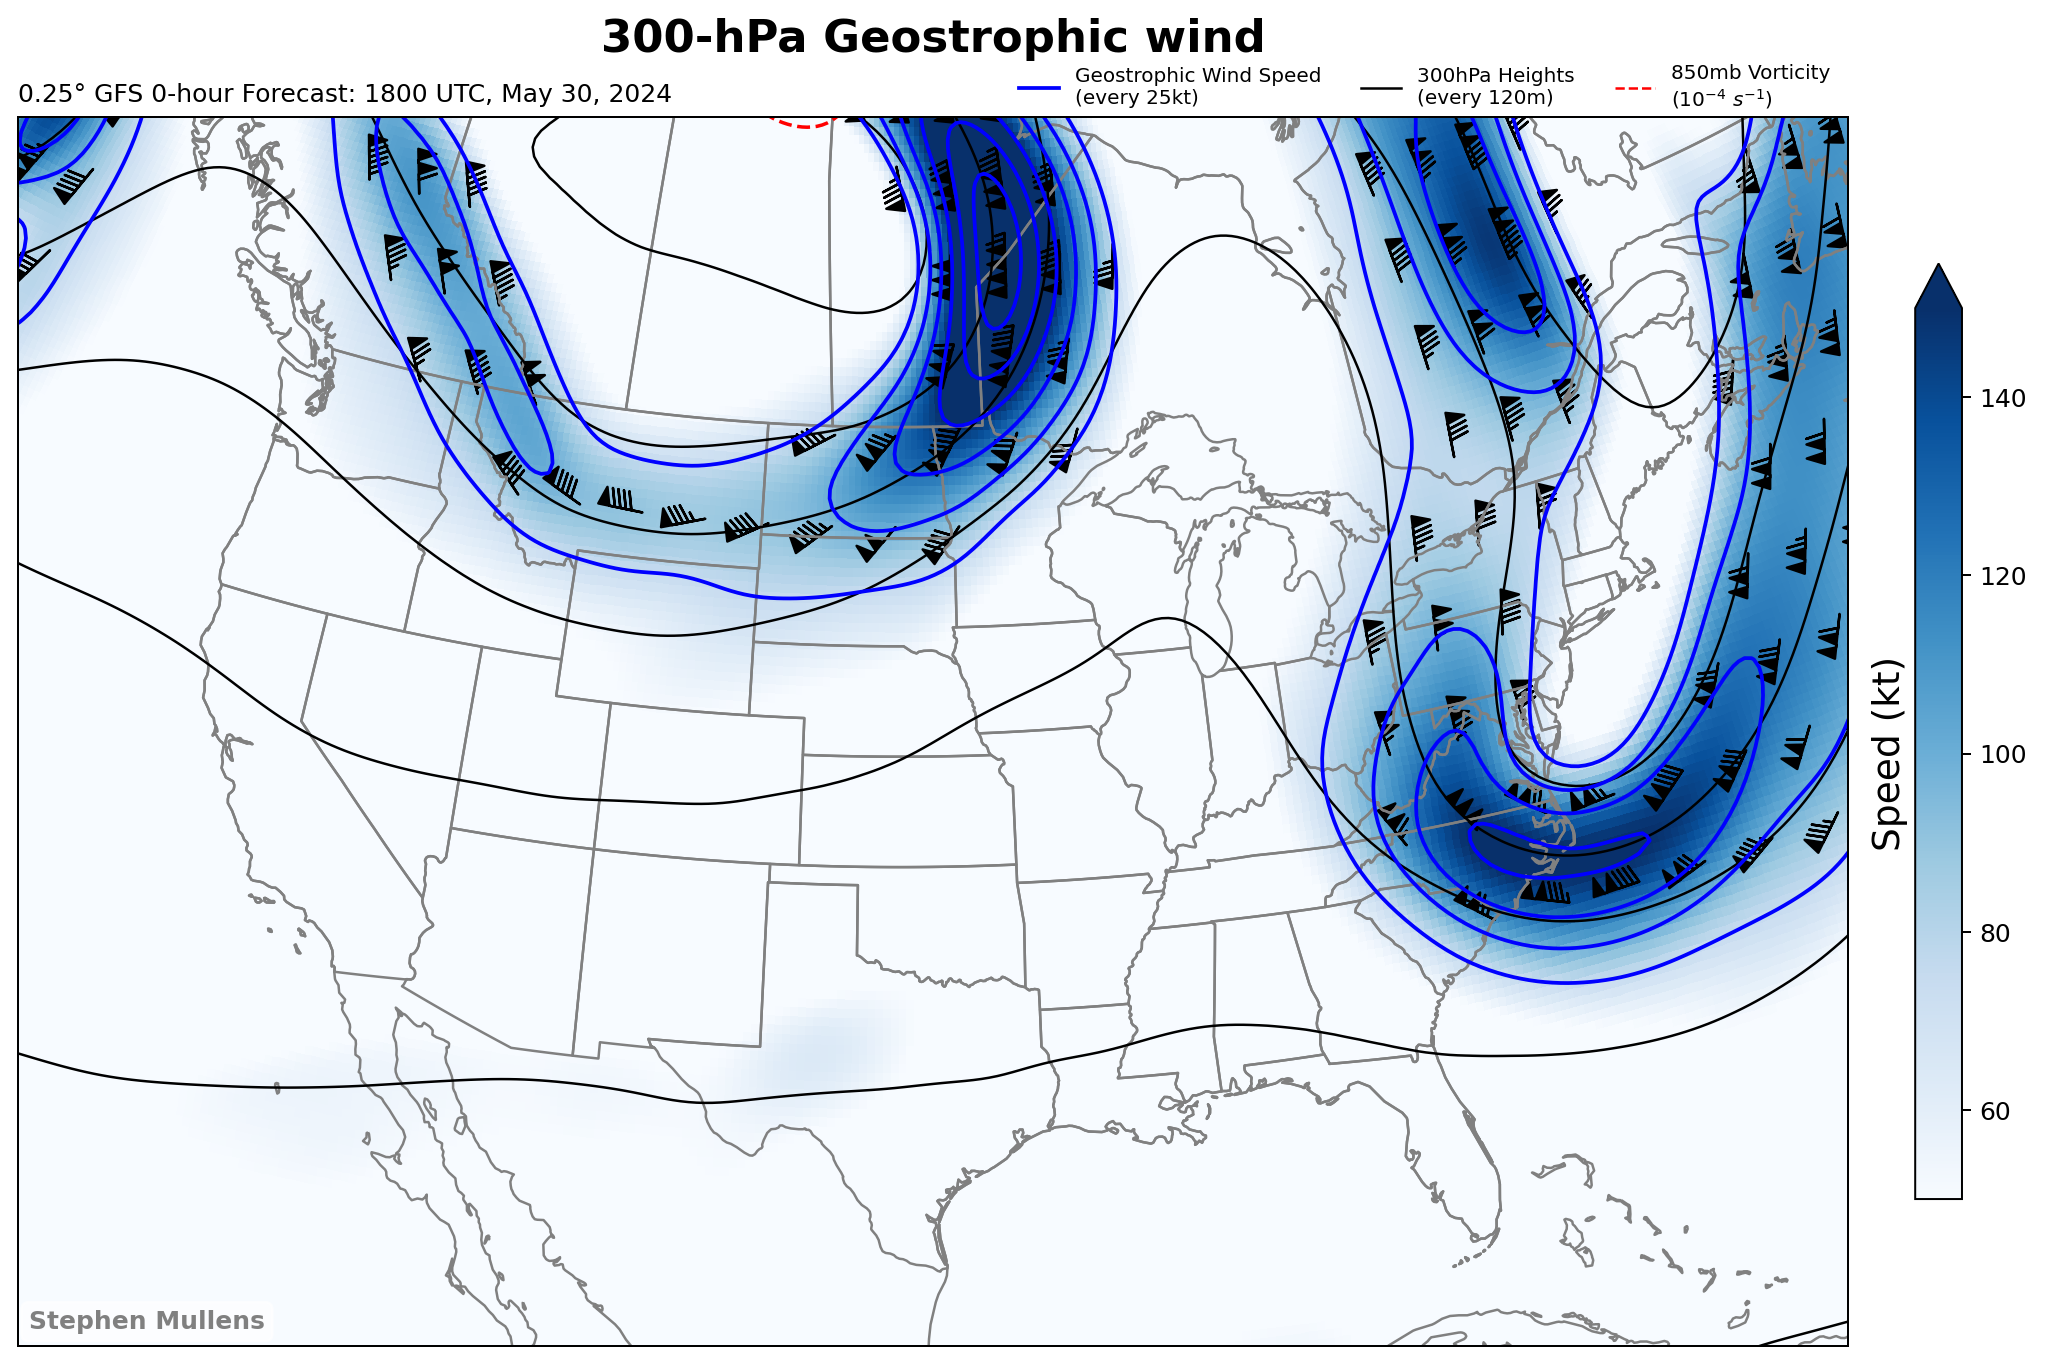 300-hPa Geostrophic wind
0.25° GFS 0-hour Forecast: 1800 UTC, May 30, 2024
Geostrophic Wind Speed
(every 25kt)
300hPa Heights
(every 120m)
850mb Vorticity
(10⁻⁴ s⁻¹)
140
120
100
80
60
Speed (kt)
Stephen Mullens